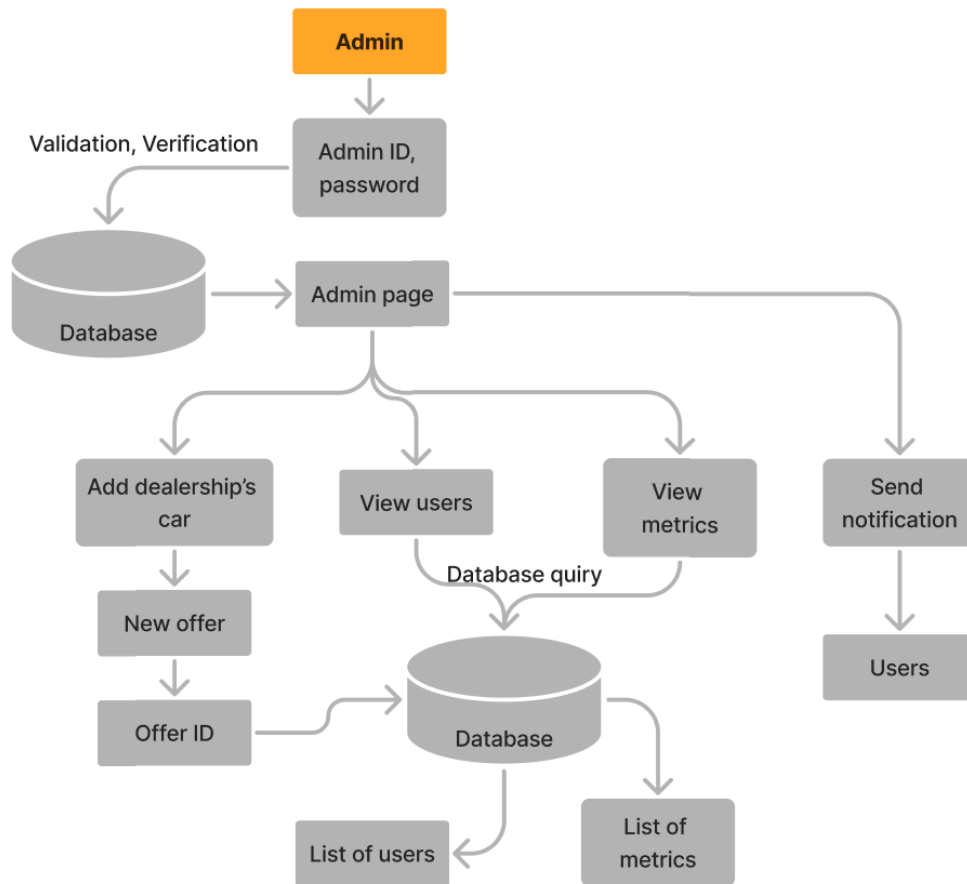 Admin
Validation, Verification
Admin ID,
password
Database
Admin page
Add dealership's
car
View users
View
metrics
Send
notification
Database quiry
New offer
Users
Offer ID
Database
List of users
List of
metrics